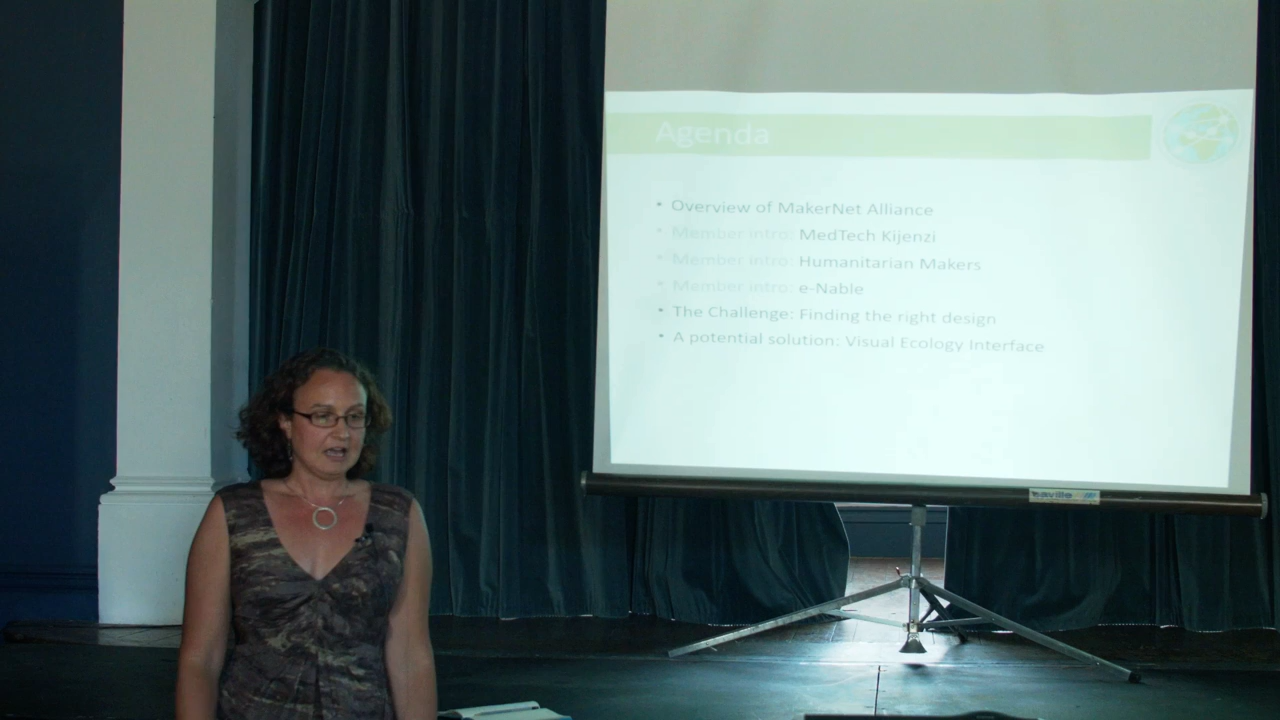 Agenda
• Overview of MakerNet Alliance
• Member intro: MedTech Kijenzi
• Member intro: Humanitarian Makers
• Member intro: e-Nable
• The Challenge: Finding the right design
• A potential solution: Visual Ecology Interface
saville